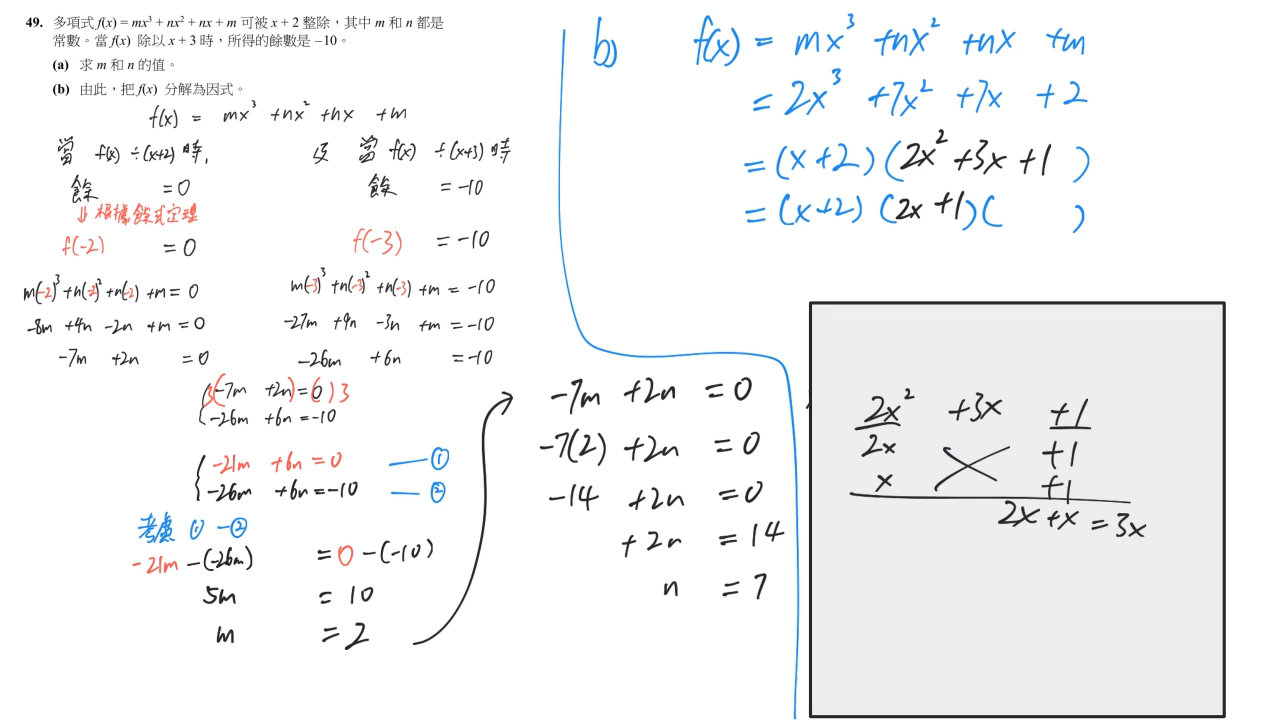 49. 多項式 f(x) = mx³ + nx² + nx + m 可被 x + 2 整除，其中 m 和 n 都是
常數。當 f(x) 除以 x + 3 時，所得的餘數是 −10。
(a) 求 m 和 n 的值。
(b) 由此，把 f(x) 分解為因式。
f(x) = mx³ +nx² +nx +m
當 f(x) ÷(x+2) 時, 及 當 f(x) ÷(x+3) 時
餘 =0 餘 =-10
⇓ 根據餘式定理
f(-2) =0 f(-3) =-10
m(-2)³+n(-2)²+n(-2) +m=0 m(-3)³+n(-3)²+n(-3)+m=-10
-8m +4n -2n +m=0 -27m +9n -3n +m=-10
-7m +2n =0 -26m +6n =-10
3(-7m +2n)=(0)3
-26m +6n=-10
-21m +6n=0 —①
-26m +6n=-10 —②
考慮 ①-②
-21m-(-26m) =0-(-10)
5m =10
m =2
-7m +2n =0
-7(2) +2n =0
-14 +2n =0
+2n =14
n =7
b) f(x) = mx³ +nx² +nx +m
= 2x³ +7x² +7x +2
=(x+2)(2x²+3x+1 )
=(x+2)(2x+1)( )
2x² +3x +1
2x +1
x +1
2x+x=3x